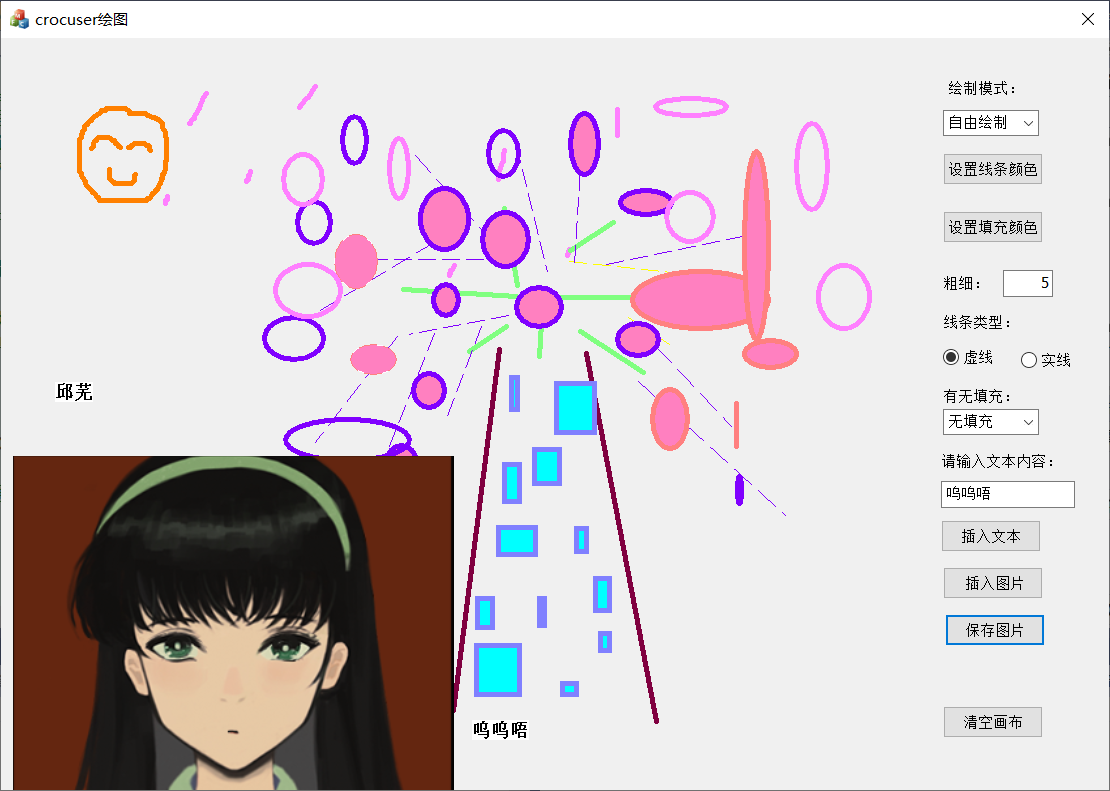 crocuser绘图
绘制模式：
自由绘制
设置线条颜色
设置填充颜色
粗细： 5
线条类型：
虚线 实线
有无填充：
无填充
请输入文本内容：
呜呜唔
插入文本
插入图片
保存图片
清空画布
邱芜
呜呜唔